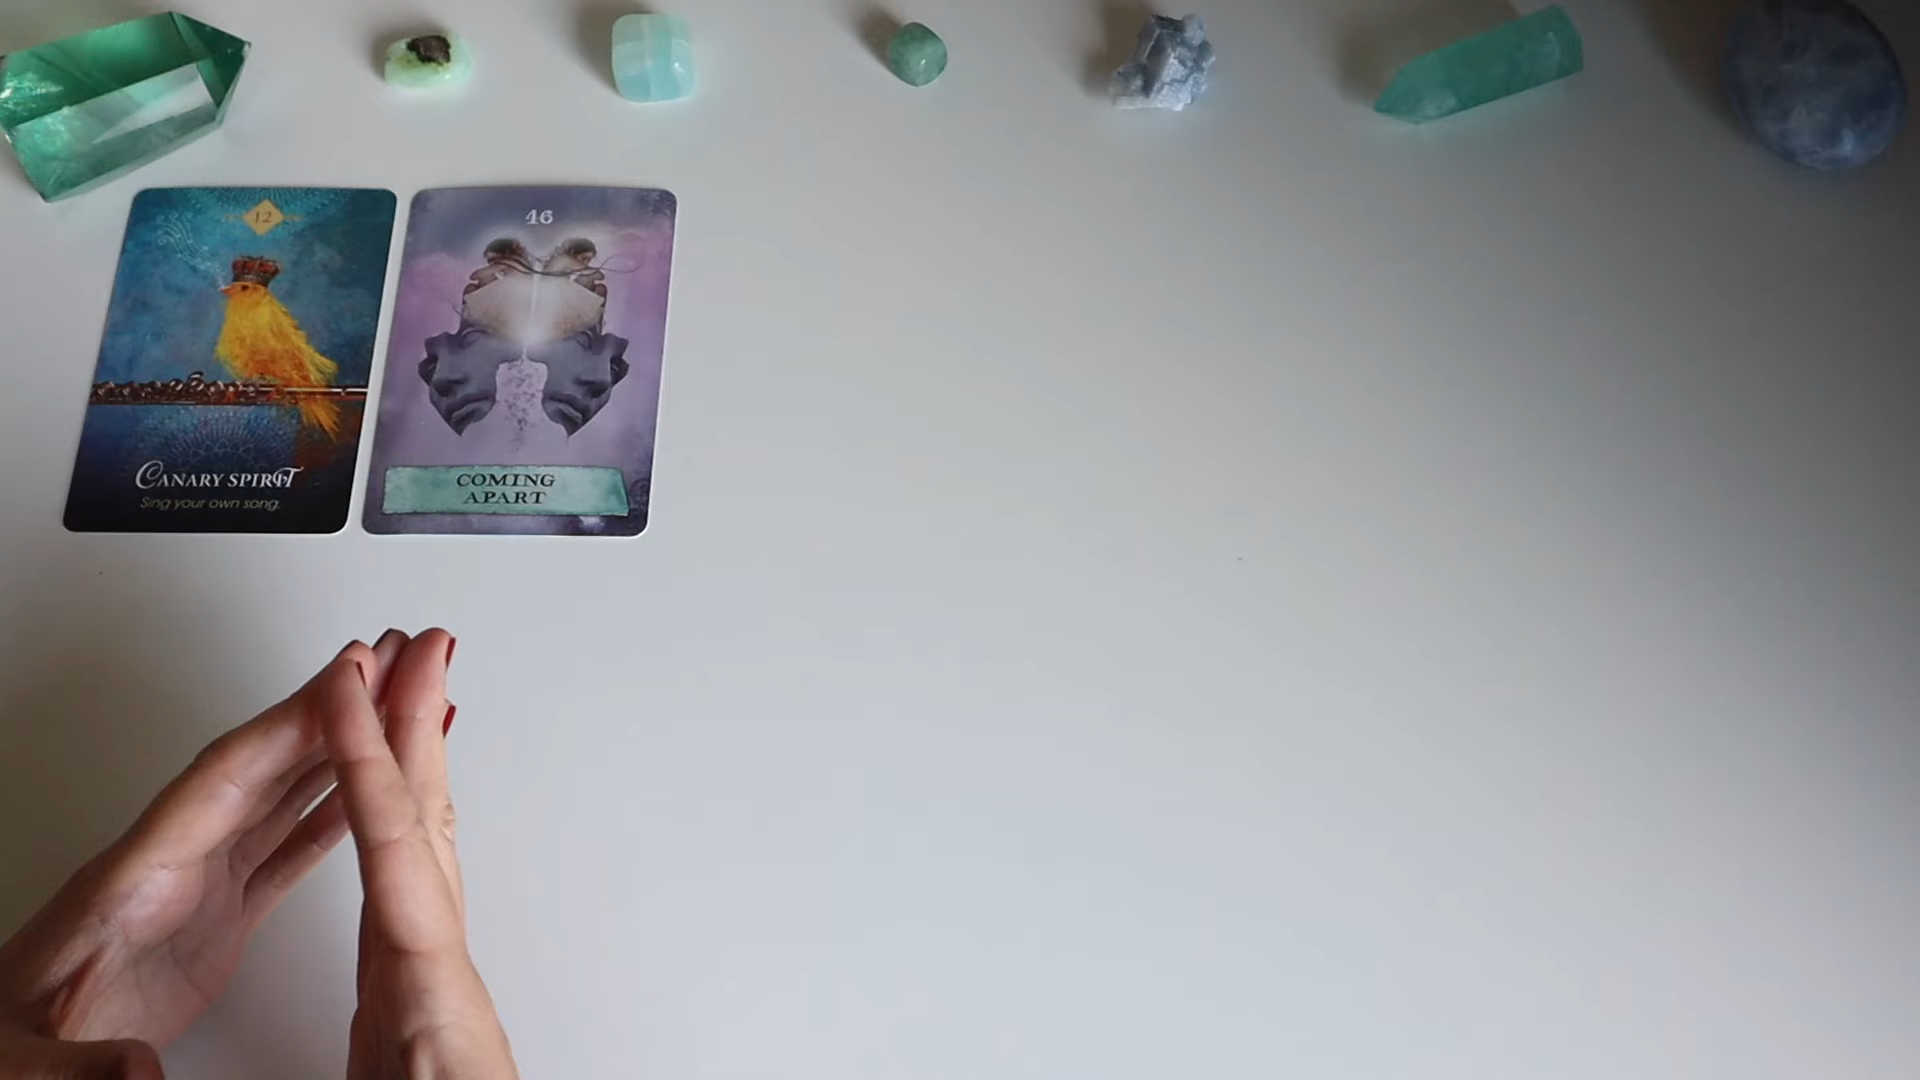 12
CANARY SPIRIT
Sing your own song.
46
COMING
APART